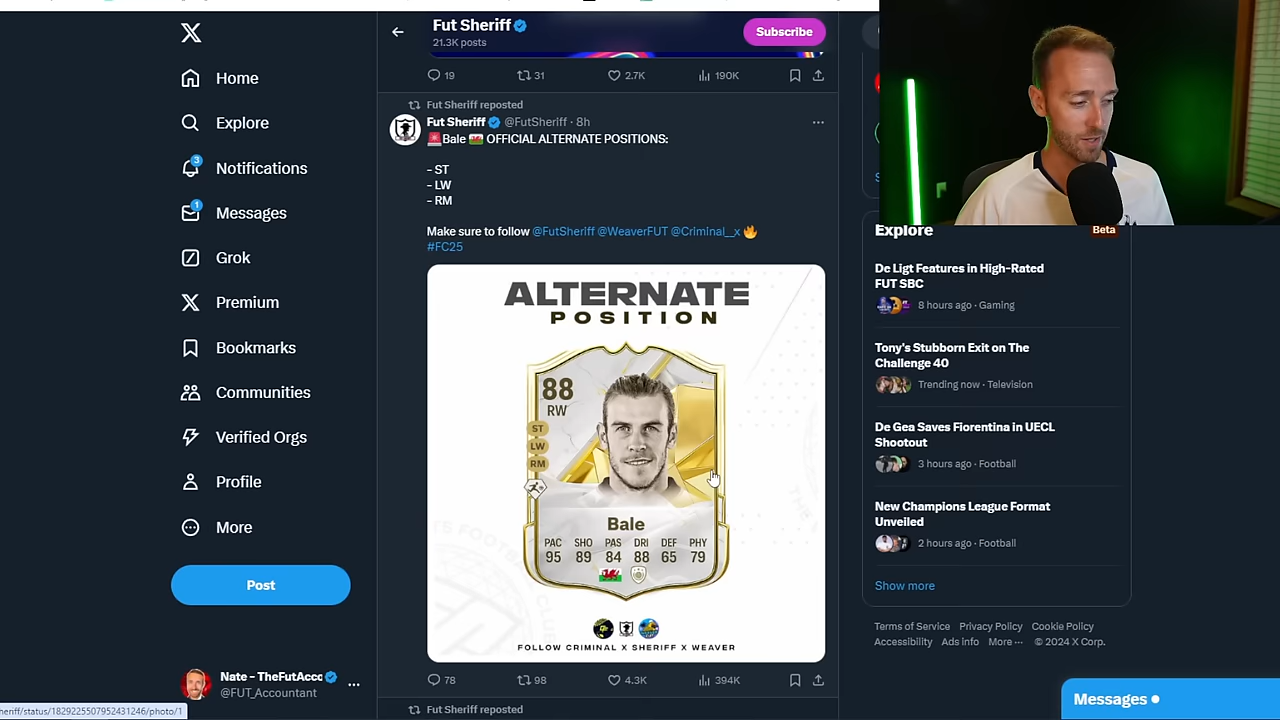 Home
Explore
3
Notifications
1
Messages
Grok
Premium
Bookmarks
Communities
Verified Orgs
Profile
More
Post
Nate - TheFutAcc
@FUT_Accountant
heriff/status/1829225507952431246/photo/1
Fut Sheriff
21.3K posts
Subscribe
19 31 2.7K 190K
Fut Sheriff reposted
Fut Sheriff @FutSheriff · 8h
Bale OFFICIAL ALTERNATE POSITIONS:
- ST
- LW
- RM
Make sure to follow @FutSheriff @WeaverFUT @Criminal__x
#FC25
ALTERNATE
POSITION
88
RW
ST
LW
RM
Bale
PAC SHO PAS DRI DEF PHY
95 89 84 88 65 79
FOLLOW CRIMINAL X SHERIFF X WEAVER
78 98 4.3K 394K
Fut Sheriff reposted
Explore
Beta
De Ligt Features in High-Rated
FUT SBC
8 hours ago · Gaming
Tony's Stubborn Exit on The
Challenge 40
Trending now · Television
De Gea Saves Fiorentina in UECL
Shootout
3 hours ago · Football
New Champions League Format
Unveiled
2 hours ago · Football
Show more
Terms of Service Privacy Policy Cookie Policy
Accessibility Ads info More ··· © 2024 X Corp.
Messages